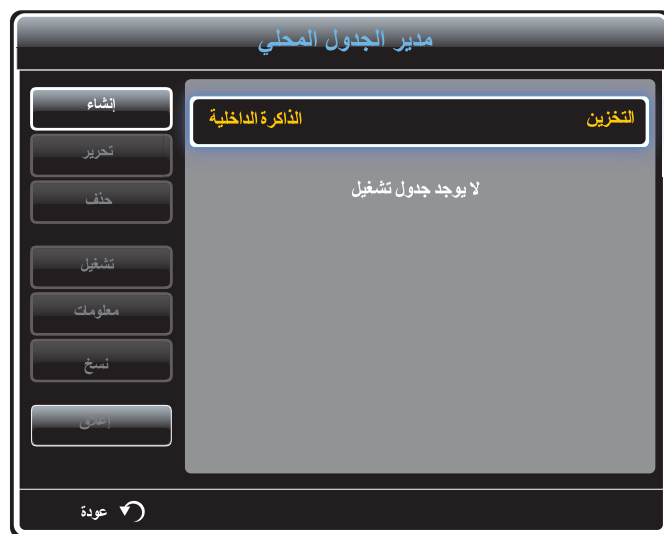 مدير الجدول المحلي
التخزين الذاكرة الداخلية
لا يوجد جدول تشغيل
إنشاء
تحرير
حذف
تشغيل
معلومات
نسخ
إغلاق
عودة